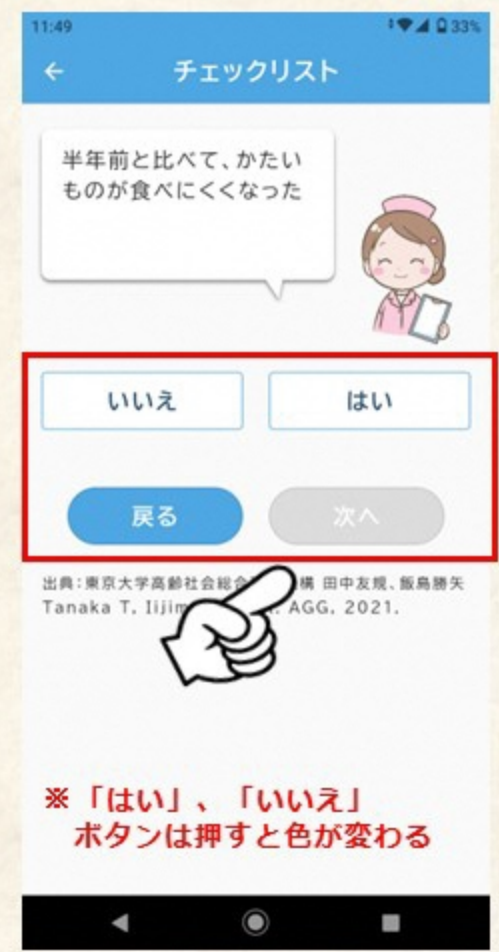 11:49
33%
チェックリスト
半年前と比べて、かたい
ものが食べにくくなった
いいえ
はい
戻る
次へ
出典:東京大学高齢社会総合 構 田中友規、飯島勝矢
Tanaka T, Iijim AGG, 2021.
※「はい」、「いいえ」
ボタンは押すと色が変わる